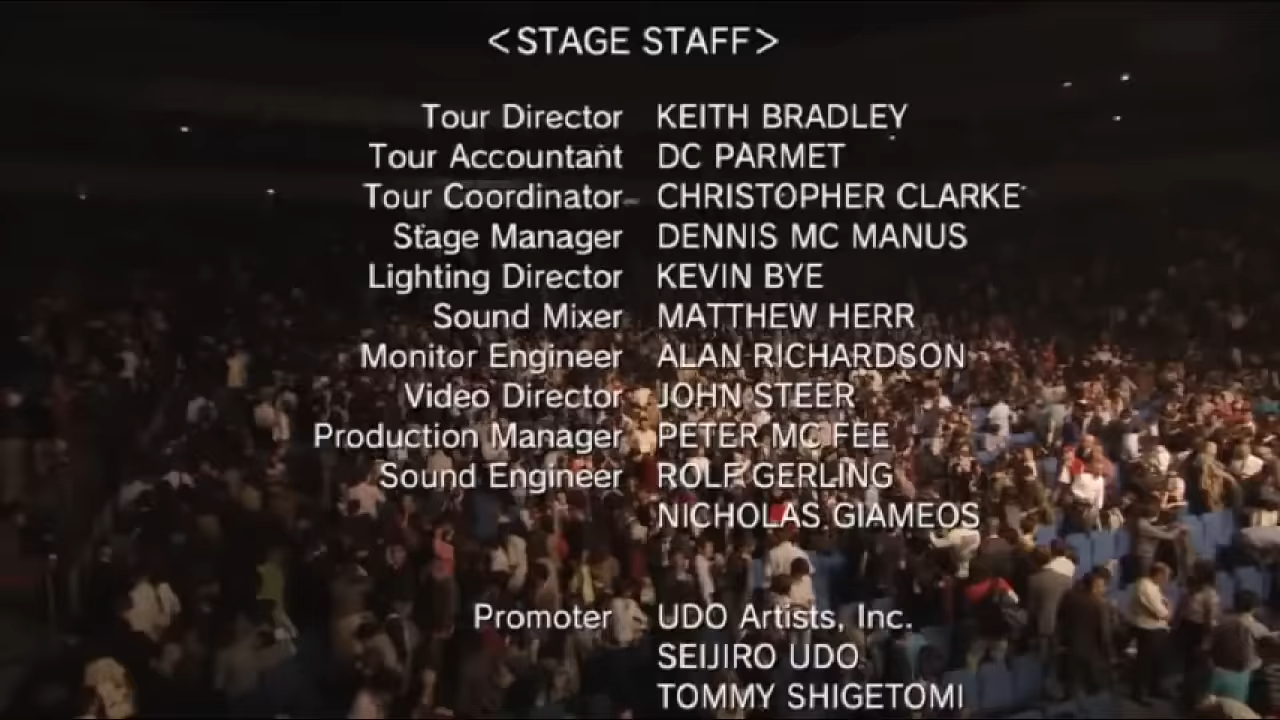 <STAGE STAFF>
Tour Director KEITH BRADLEY
Tour Accountant DC PARMET
Tour Coordinator CHRISTOPHER CLARKE
Stage Manager DENNIS MC MANUS
Lighting Director KEVIN BYE
Sound Mixer MATTHEW HERR
Monitor Engineer ALAN RICHARDSON
Video Director JOHN STEER
Production Manager PETER MC FEE
Sound Engineer ROLF GERLING
NICHOLAS GIAMEOS
Promoter UDO Artists, Inc.
SEIJIRO UDO
TOMMY SHIGETOMI